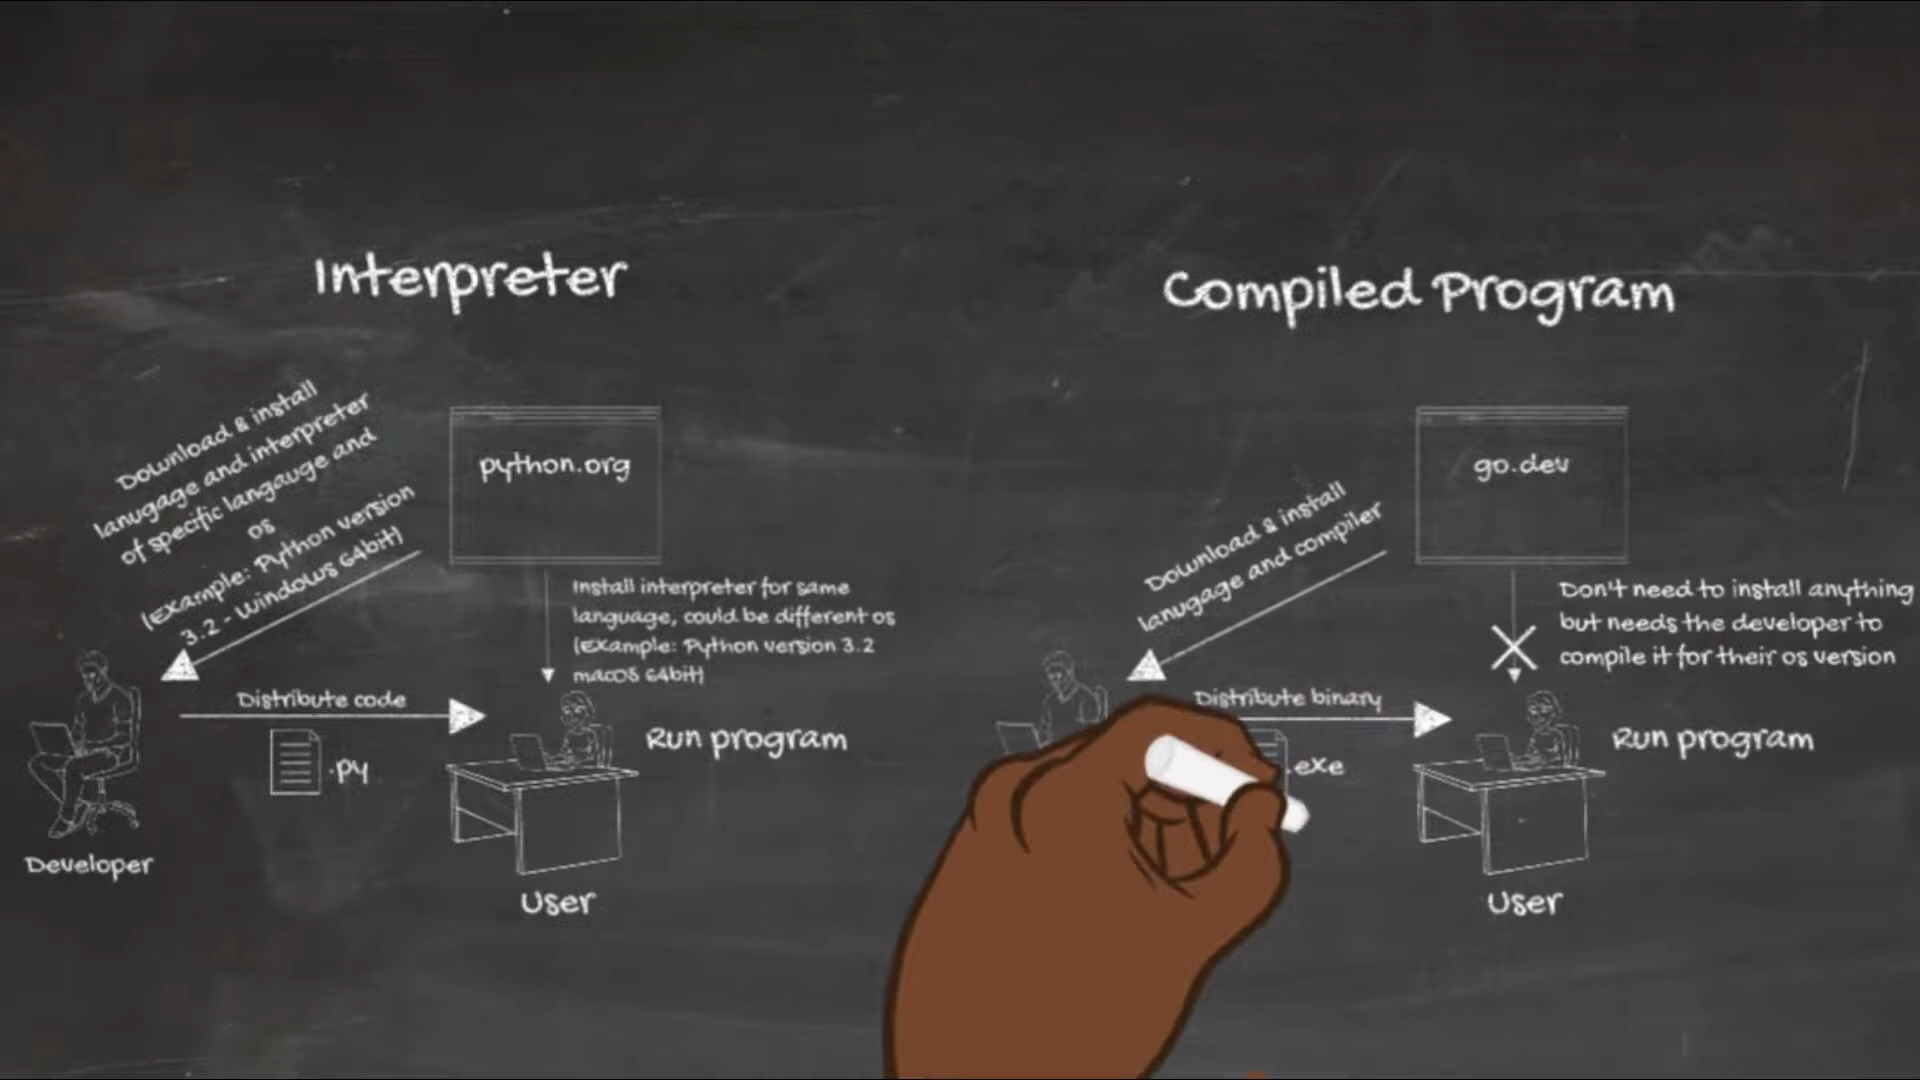 Interpreter
Download & install
lanugage and interpreter
of specific langauge and
os
(Example: Python version
3.2 - Windows 64bit)
python.org
Install interpreter for same
language, could be different os
(Example: Python version 3.2
macOS 64bit)
Distribute code
.py
Run program
Developer
User
Compiled Program
Download & install
lanugage and compiler
go.dev
Don't need to install anything
but needs the developer to
compile it for their os version
Distribute binary
.exe
Run program
User